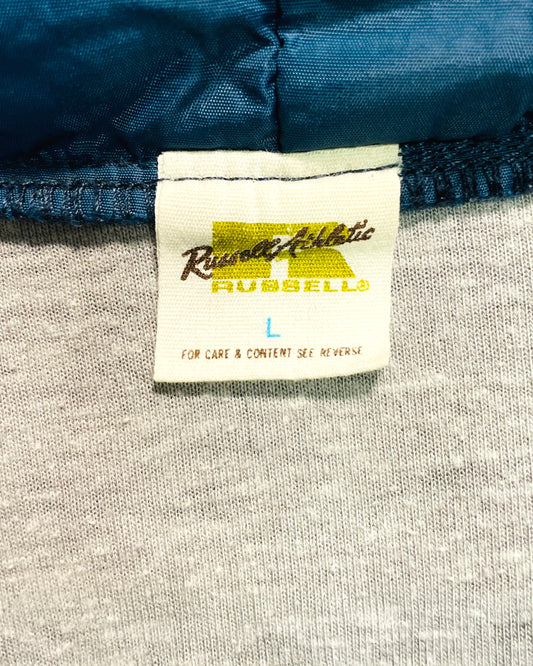 Russell Athletic
RUSSELL®
L
FOR CARE & CONTENT SEE REVERSE